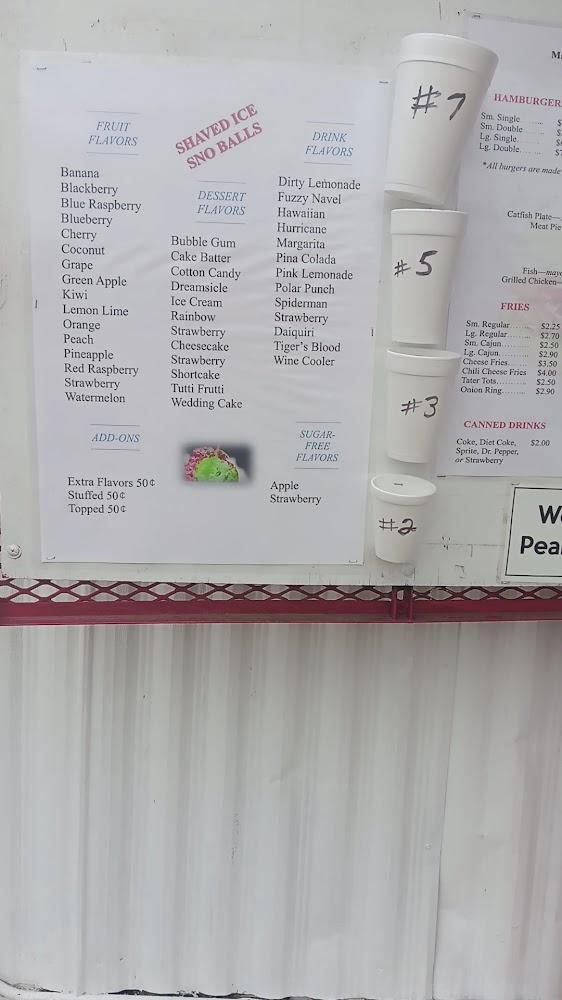 SHAVED ICE
SNO BALLS
FRUIT
FLAVORS
Banana
Blackberry
Blue Raspberry
Blueberry
Cherry
Coconut
Grape
Green Apple
Kiwi
Lemon Lime
Orange
Peach
Pineapple
Red Raspberry
Strawberry
Watermelon
ADD-ONS
Extra Flavors 50¢
Stuffed 50¢
Topped 50¢
DESSERT
FLAVORS
Bubble Gum
Cake Batter
Cotton Candy
Dreamsicle
Ice Cream
Rainbow
Strawberry
Cheesecake
Strawberry
Shortcake
Tutti Frutti
Wedding Cake
DRINK
FLAVORS
Dirty Lemonade
Fuzzy Navel
Hawaiian
Hurricane
Margarita
Pina Colada
Pink Lemonade
Polar Punch
Spiderman
Strawberry
Daiquiri
Tiger's Blood
Wine Cooler
SUGAR-
FREE
FLAVORS
Apple
Strawberry
#7
#5
#3
#2
HAMBURGER
Sm. Single
Sm. Double
Lg. Single
Lg. Double
*All burgers are made
Catfish Plate—
Meat Pie
Fish—mayo
Grilled Chicken—
FRIES
Sm. Regular $2.25
Lg. Regular $2.70
Sm. Cajun $2.50
Lg. Cajun $2.90
Cheese Fries $3.50
Chili Cheese Fries $4.00
Tater Tots $2.50
Onion Ring $2.90
CANNED DRINKS
Coke, Diet Coke, $2.00
Sprite, Dr. Pepper,
or Strawberry
W
Pea